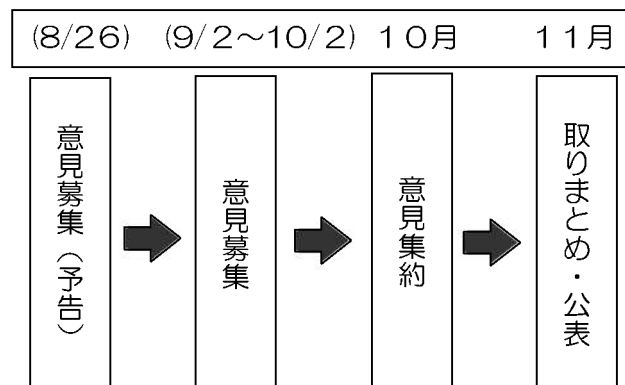 (8/26) (9/2～10/2) 10月 11月
意見募集（予告）
意見募集
意見集約
取りまとめ・公表